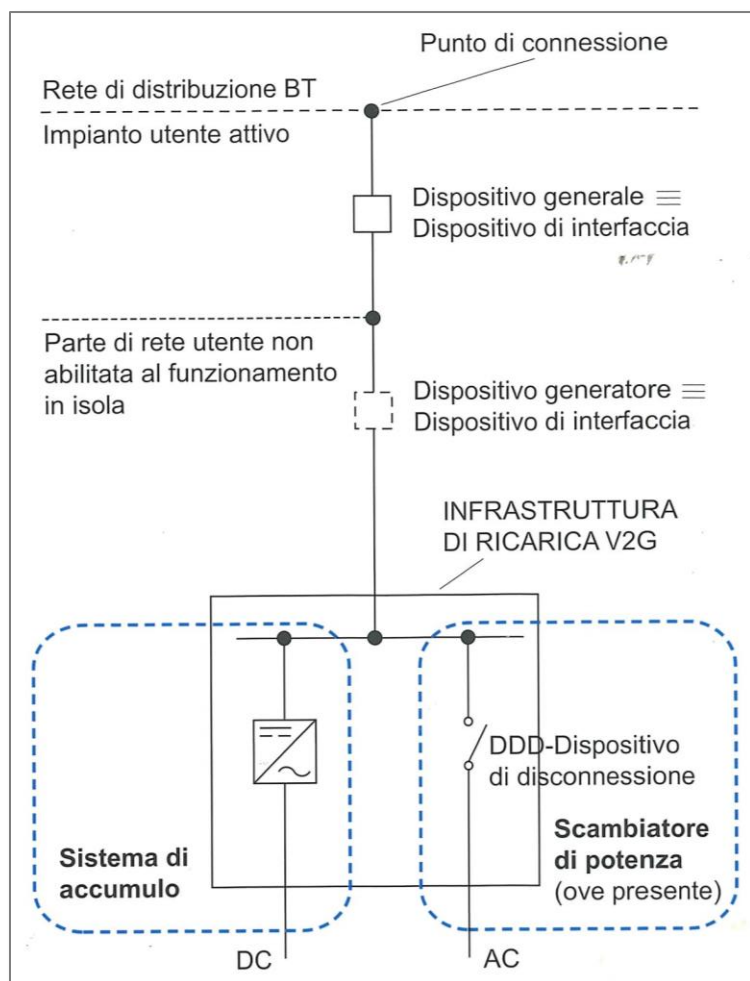 Punto di connessione
Rete di distribuzione BT
Impianto utente attivo
Dispositivo generale ≡
Dispositivo di interfaccia
Parte di rete utente non
abilitata al funzionamento
in isola
Dispositivo generatore ≡
Dispositivo di interfaccia
INFRASTRUTTURA
DI RICARICA V2G
DDD-Dispositivo
di disconnessione
Sistema di
accumulo
Scambiatore
di potenza
(ove presente)
DC
AC